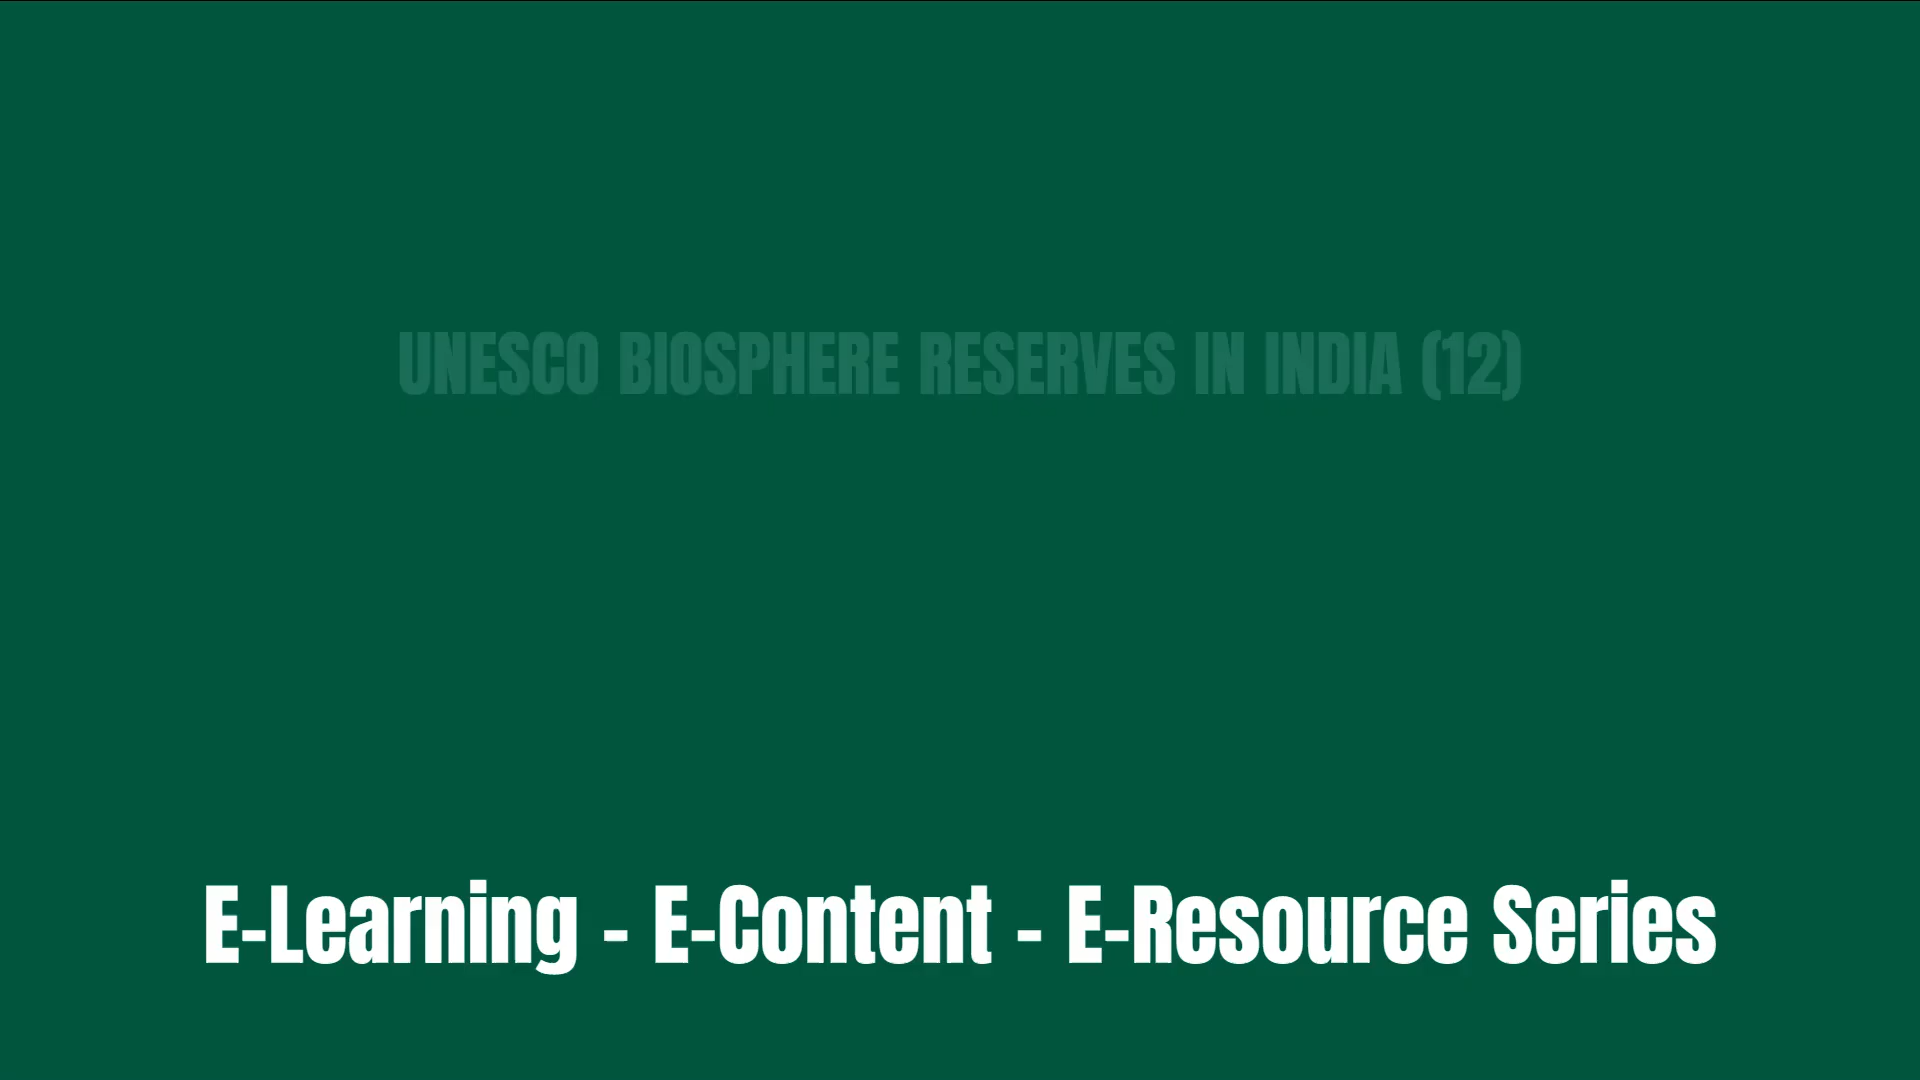 UNESCO BIOSPHERE RESERVES IN INDIA (12)
E-Learning - E-Content - E-Resource Series